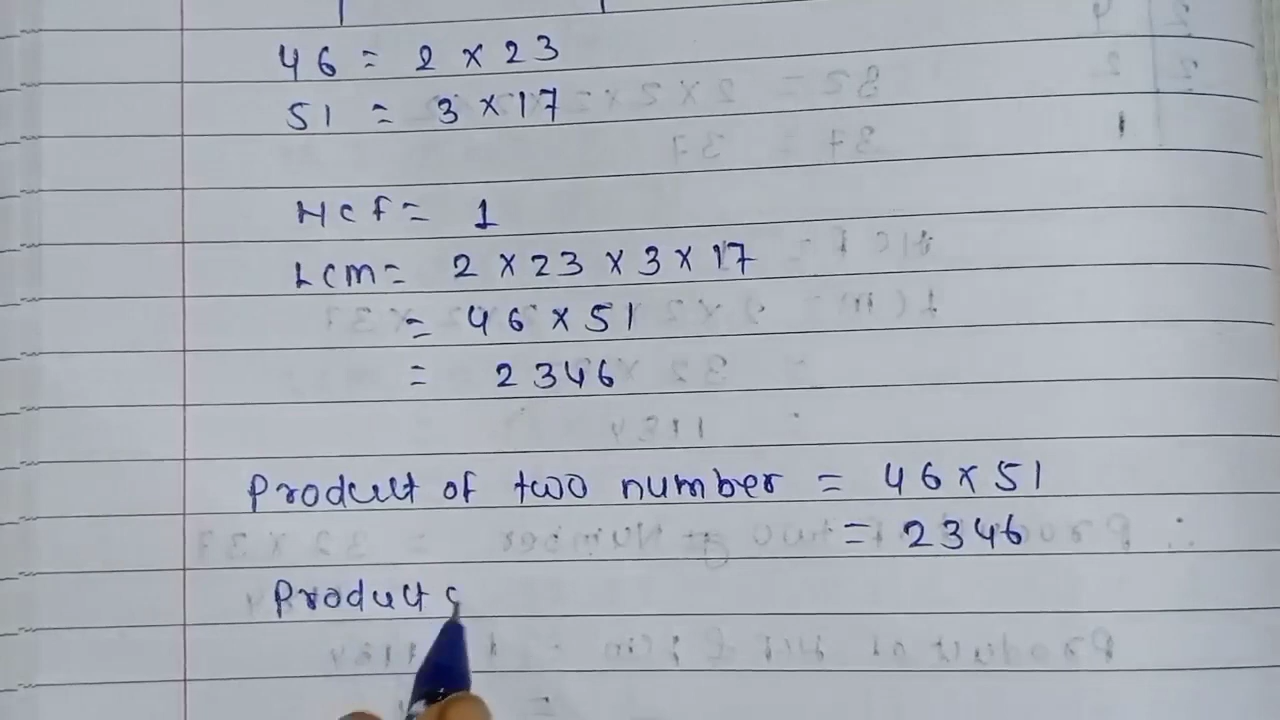 46 = 2 × 23
51 = 3 × 17
HCF = 1
LCM = 2 × 23 × 3 × 17
= 46 × 51
= 2346
Product of two number = 46 × 51
= 2346
Product